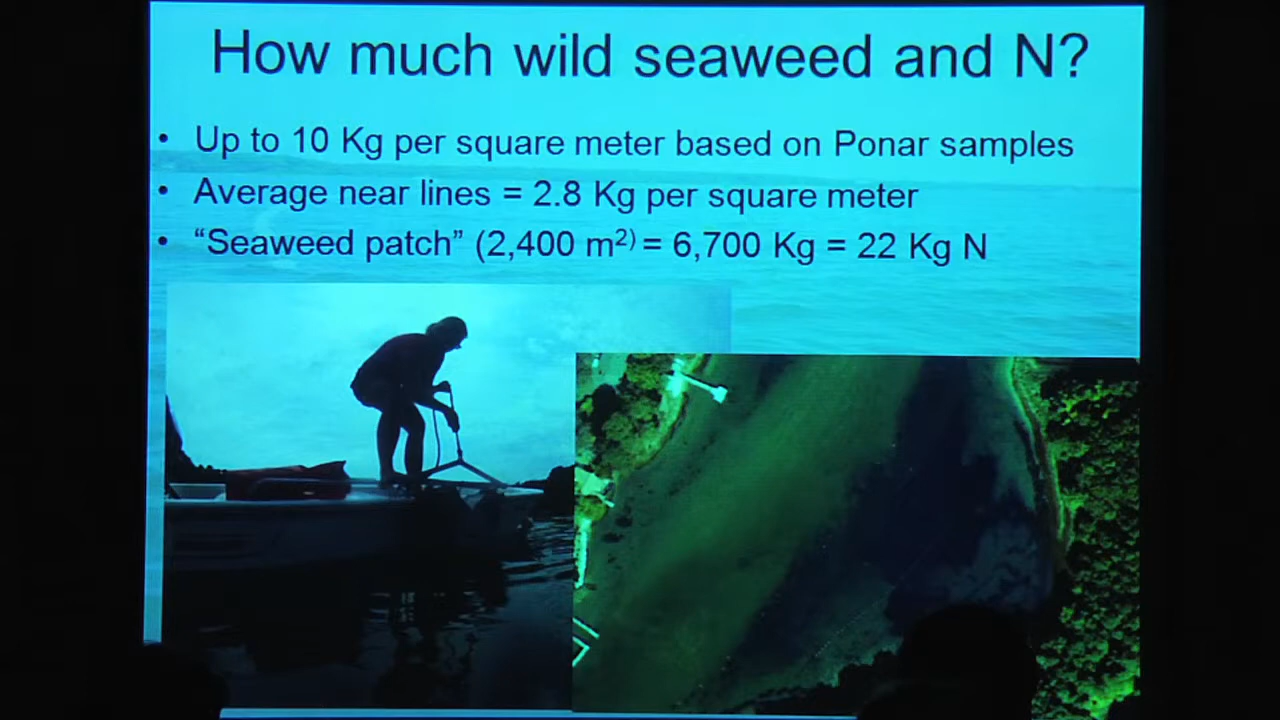 How much wild seaweed and N?
• Up to 10 Kg per square meter based on Ponar samples
• Average near lines = 2.8 Kg per square meter
• “Seaweed patch” (2,400 m²⁾ = 6,700 Kg = 22 Kg N